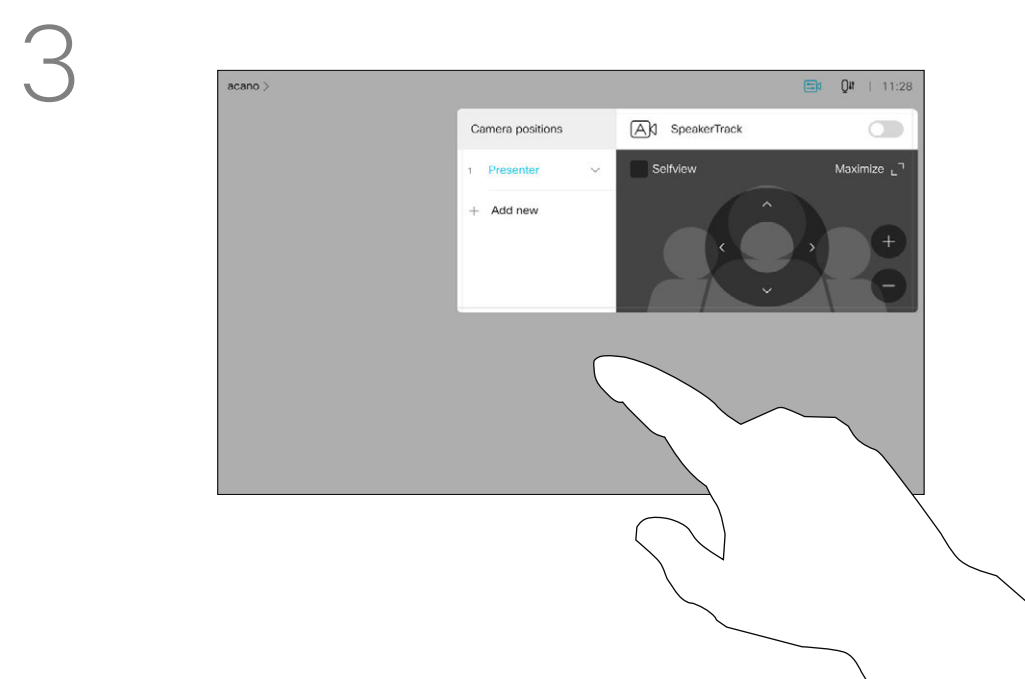 3
acano >
11:28
Camera positions
SpeakerTrack
1 Presenter
Selfview
Maximize
+ Add new